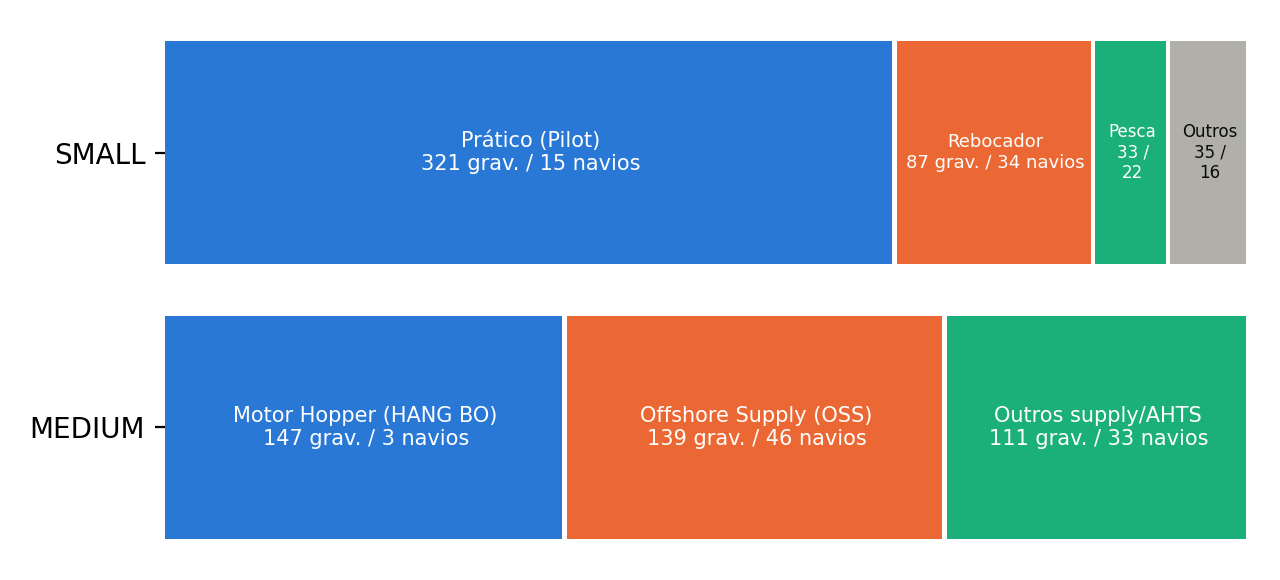 SMALL
Prático (Pilot)
321 grav. / 15 navios
Rebocador
87 grav. / 34 navios
Pesca
33 /
22
Outros
35 /
16
MEDIUM
Motor Hopper (HANG BO)
147 grav. / 3 navios
Offshore Supply (OSS)
139 grav. / 46 navios
Outros supply/AHTS
111 grav. / 33 navios